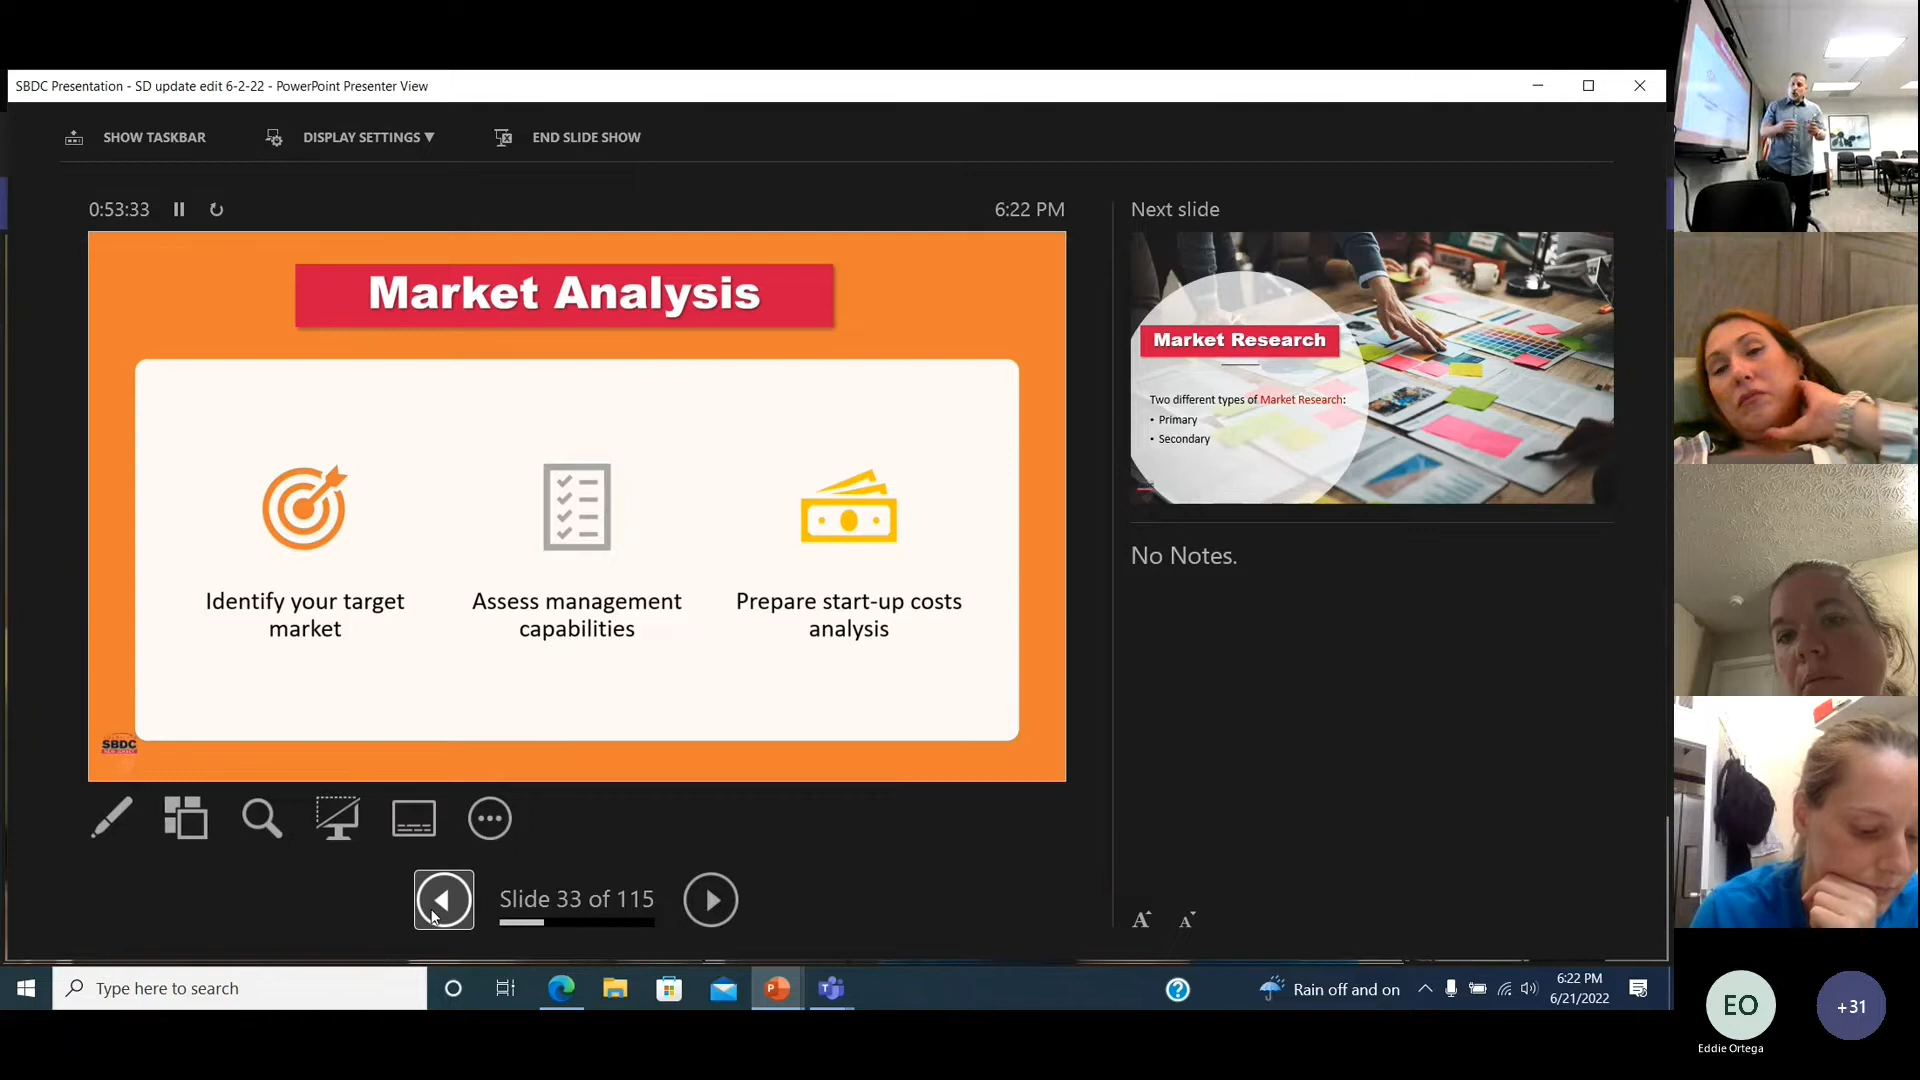 SBDC Presentation - SD update edit 6-2-22 - PowerPoint Presenter View
SHOW TASKBAR
DISPLAY SETTINGS ▼
END SLIDE SHOW
0:53:33
6:22 PM
Market Analysis
Identify your target
market
Assess management
capabilities
Prepare start-up costs
analysis
SBDC
Next slide
Market Research
Two different types of Market Research:
• Primary
• Secondary
No Notes.
Slide 33 of 115
A
A
Type here to search
Rain off and on
6:22 PM
6/21/2022
EO
Eddie Ortega
+31